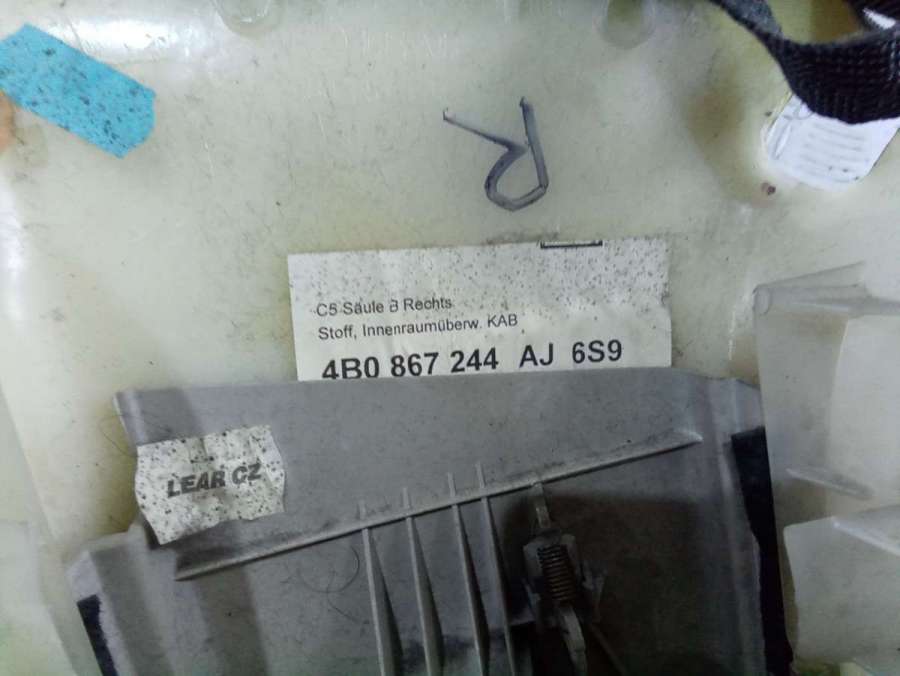 R
C5 Säule B Rechts
Stoff, Innenraumüberw. KAB
4B0 867 244 AJ 6S9
LEAR CZ